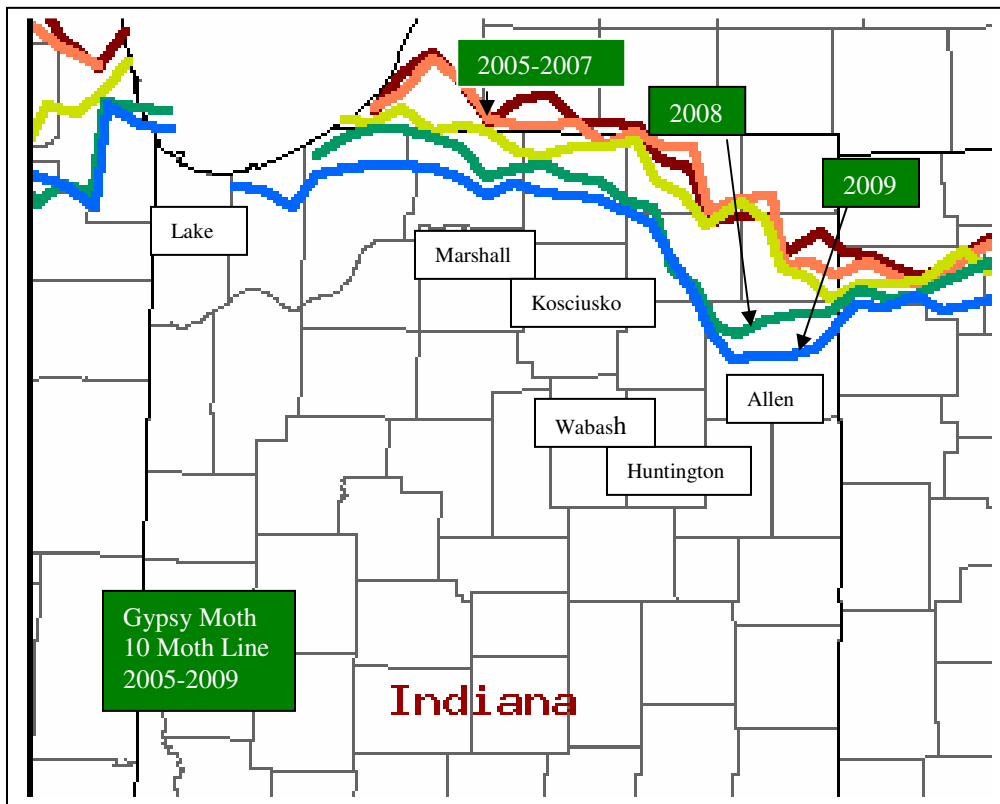 2005-2007
2008
2009
Lake
Marshall
Kosciusko
Allen
Wabash
Huntington
Gypsy Moth
10 Moth Line
2005-2009
Indiana